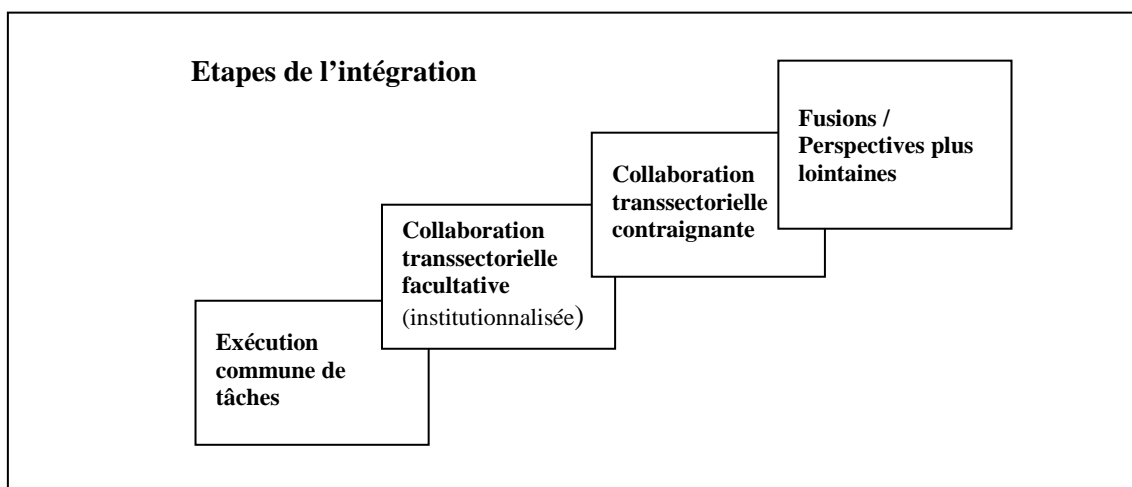 Etapes de l'intégration
Fusions /
Perspectives plus
lointaines
Collaboration
transsectorielle
contraignante
Collaboration
transsectorielle
facultative
(institutionnalisée)
Exécution
commune de
tâches